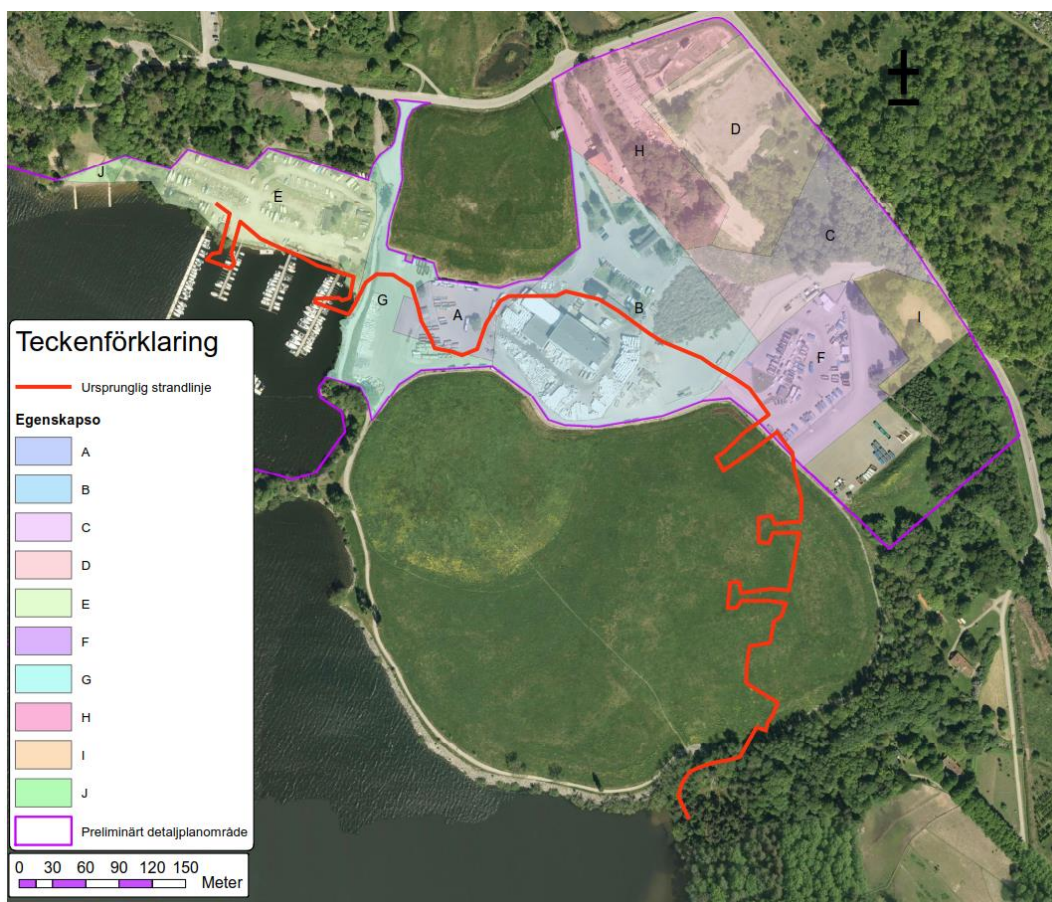 D
H
J
E
C
G
B
A
I
F
Teckenförklaring
Ursprunglig strandlinje
Egenskapso
A
B
C
D
E
F
G
H
I
J
Preliminärt detaljplanområde
0 30 60 90 120 150
Meter